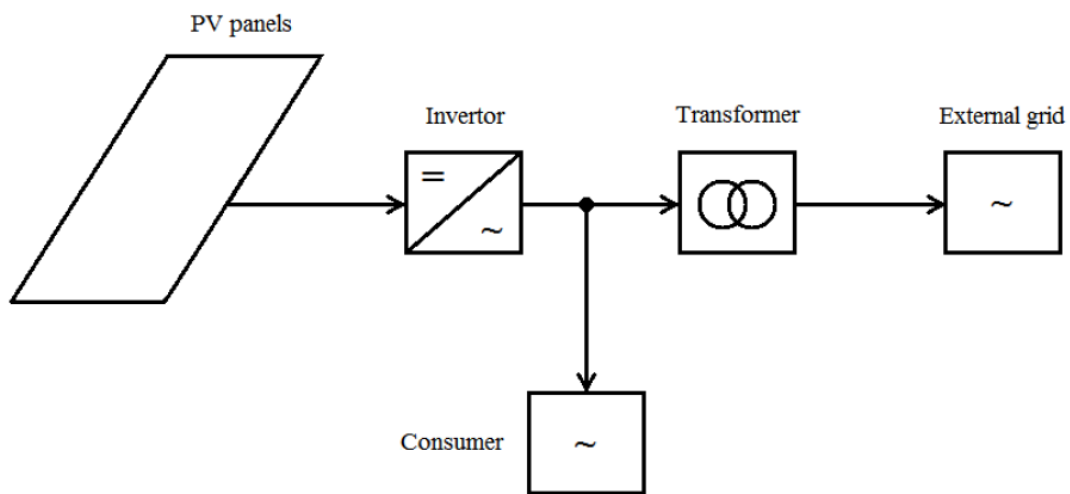 PV panels
Invertor
Transformer
External grid
=
~
~
Consumer
~